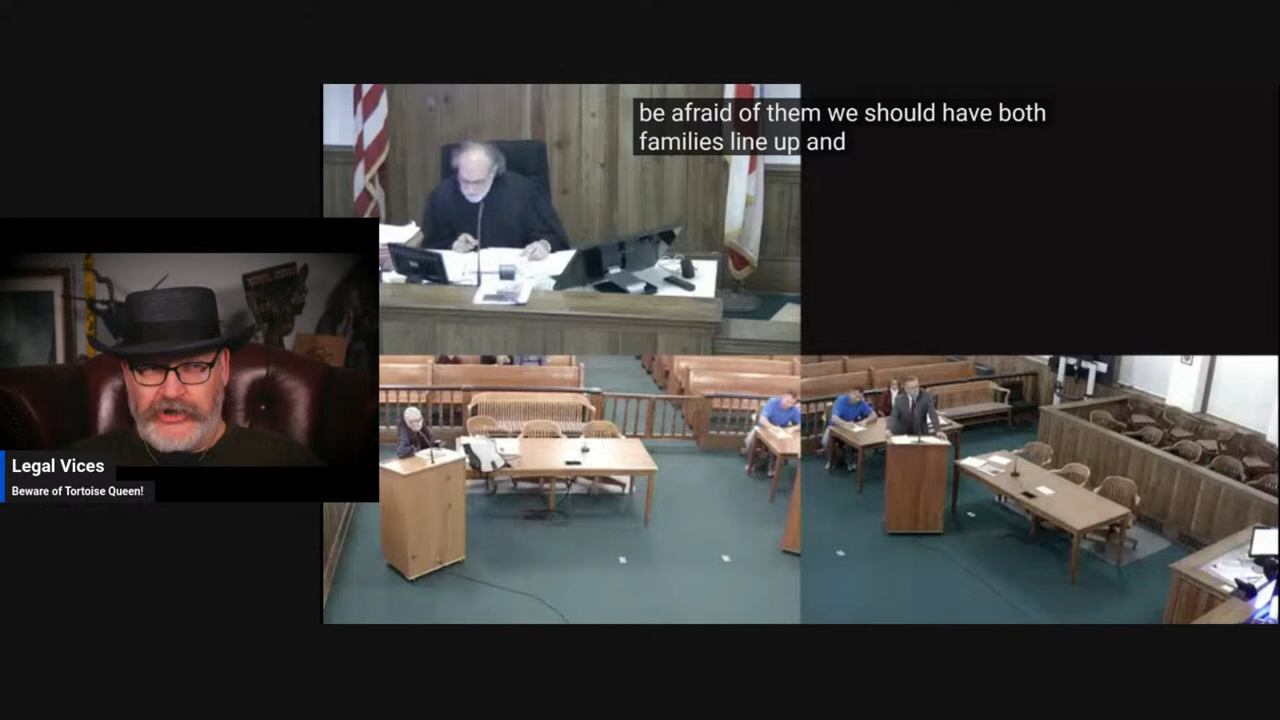 be afraid of them we should have both
families line up and
Legal Vices
Beware of Tortoise Queen!